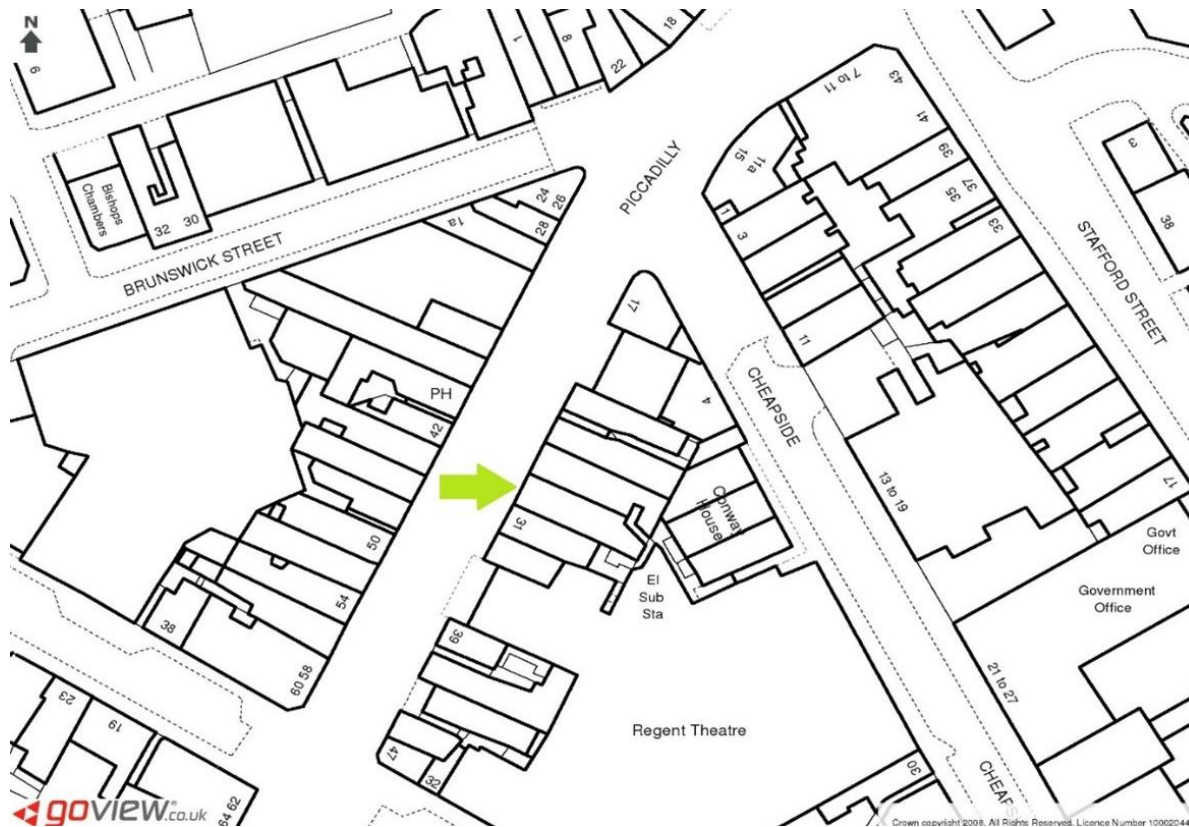 N
6
1
8
18
22
7 to 11
43
41
39
37
35
33
11a
15
3
38
Bishops
Chambers
32
30
BRUNSWICK STREET
1a
24
26
28
PICCADILLY
1
3
11
STAFFORD STREET
17
4
CHEAPSIDE
PH
42
Conway
House
13 to 19
17
Govt
Office
31
50
El
Sub
Sta
Government
Office
54
38
39
60 58
21 to 27
23
19
Regent Theatre
47
32
30
CHEAPSI
64 62
goview.co.uk
Crown copyright 2008. All Rights Reserved. Licence Number 10002044